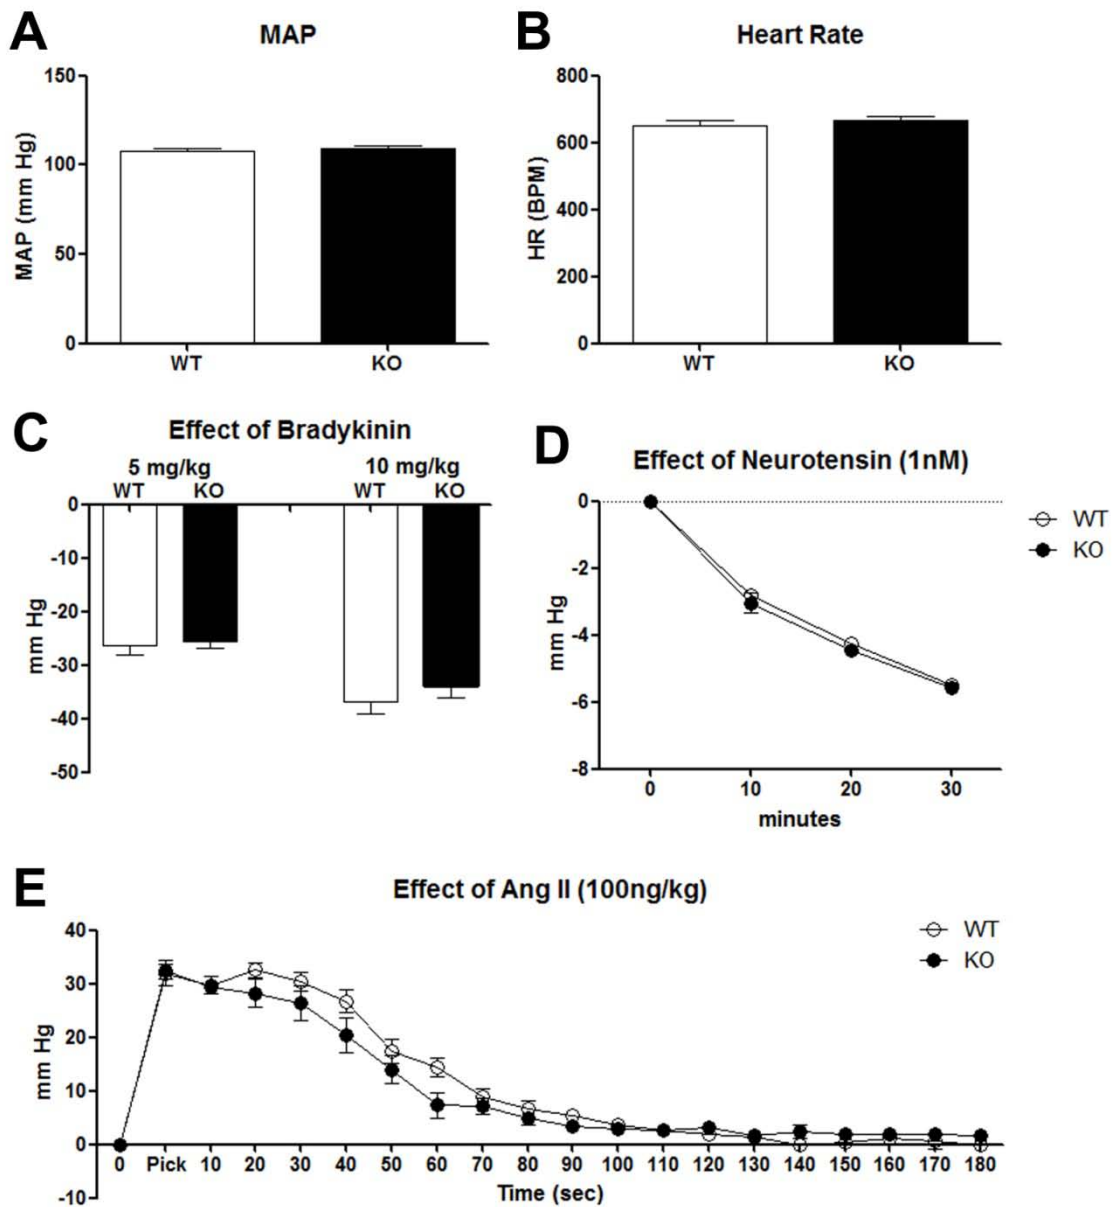 A
MAP
150
100
50
0
MAP (mm Hg)
WT KO
B
Heart Rate
800
600
400
200
0
HR (BPM)
WT KO
C
Effect of Bradykinin
5 mg/kg 10 mg/kg
WT KO WT KO
0
-10
-20
-30
-40
-50
mm Hg
D
Effect of Neurotensin (1nM)
0
-2
-4
-6
-8
mm Hg
0 10 20 30
minutes
WT
KO
E
Effect of Ang II (100ng/kg)
40
30
20
10
0
-10
mm Hg
0 Pick 10 20 30 40 50 60 70 80 90 100 110 120 130 140 150 160 170 180
Time (sec)
WT
KO